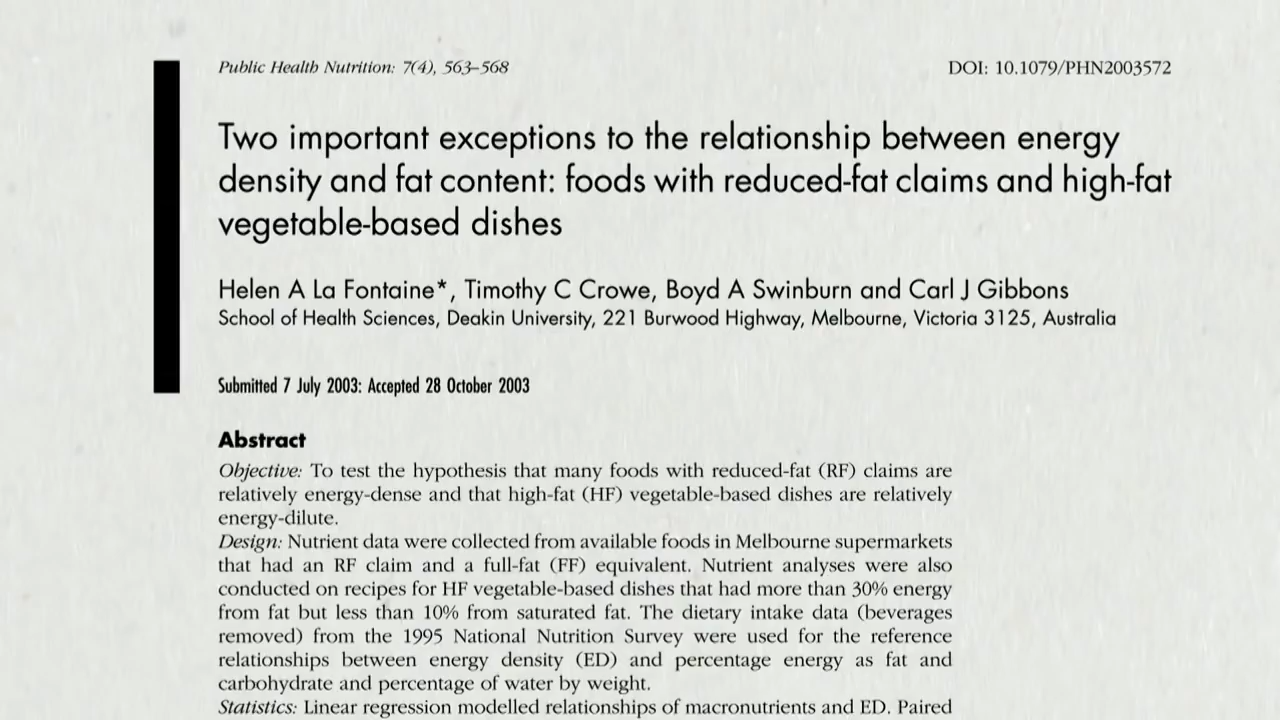 Public Health Nutrition: 7(4), 563–568
DOI: 10.1079/PHN2003572
Two important exceptions to the relationship between energy
density and fat content: foods with reduced-fat claims and high-fat
vegetable-based dishes
Helen A La Fontaine*, Timothy C Crowe, Boyd A Swinburn and Carl J Gibbons
School of Health Sciences, Deakin University, 221 Burwood Highway, Melbourne, Victoria 3125, Australia
Submitted 7 July 2003: Accepted 28 October 2003
Abstract
Objective: To test the hypothesis that many foods with reduced-fat (RF) claims are
relatively energy-dense and that high-fat (HF) vegetable-based dishes are relatively
energy-dilute.
Design: Nutrient data were collected from available foods in Melbourne supermarkets
that had an RF claim and a full-fat (FF) equivalent. Nutrient analyses were also
conducted on recipes for HF vegetable-based dishes that had more than 30% energy
from fat but less than 10% from saturated fat. The dietary intake data (beverages
removed) from the 1995 National Nutrition Survey were used for the reference
relationships between energy density (ED) and percentage energy as fat and
carbohydrate and percentage of water by weight.
Statistics: Linear regression modelled relationships of macronutrients and ED. Paired